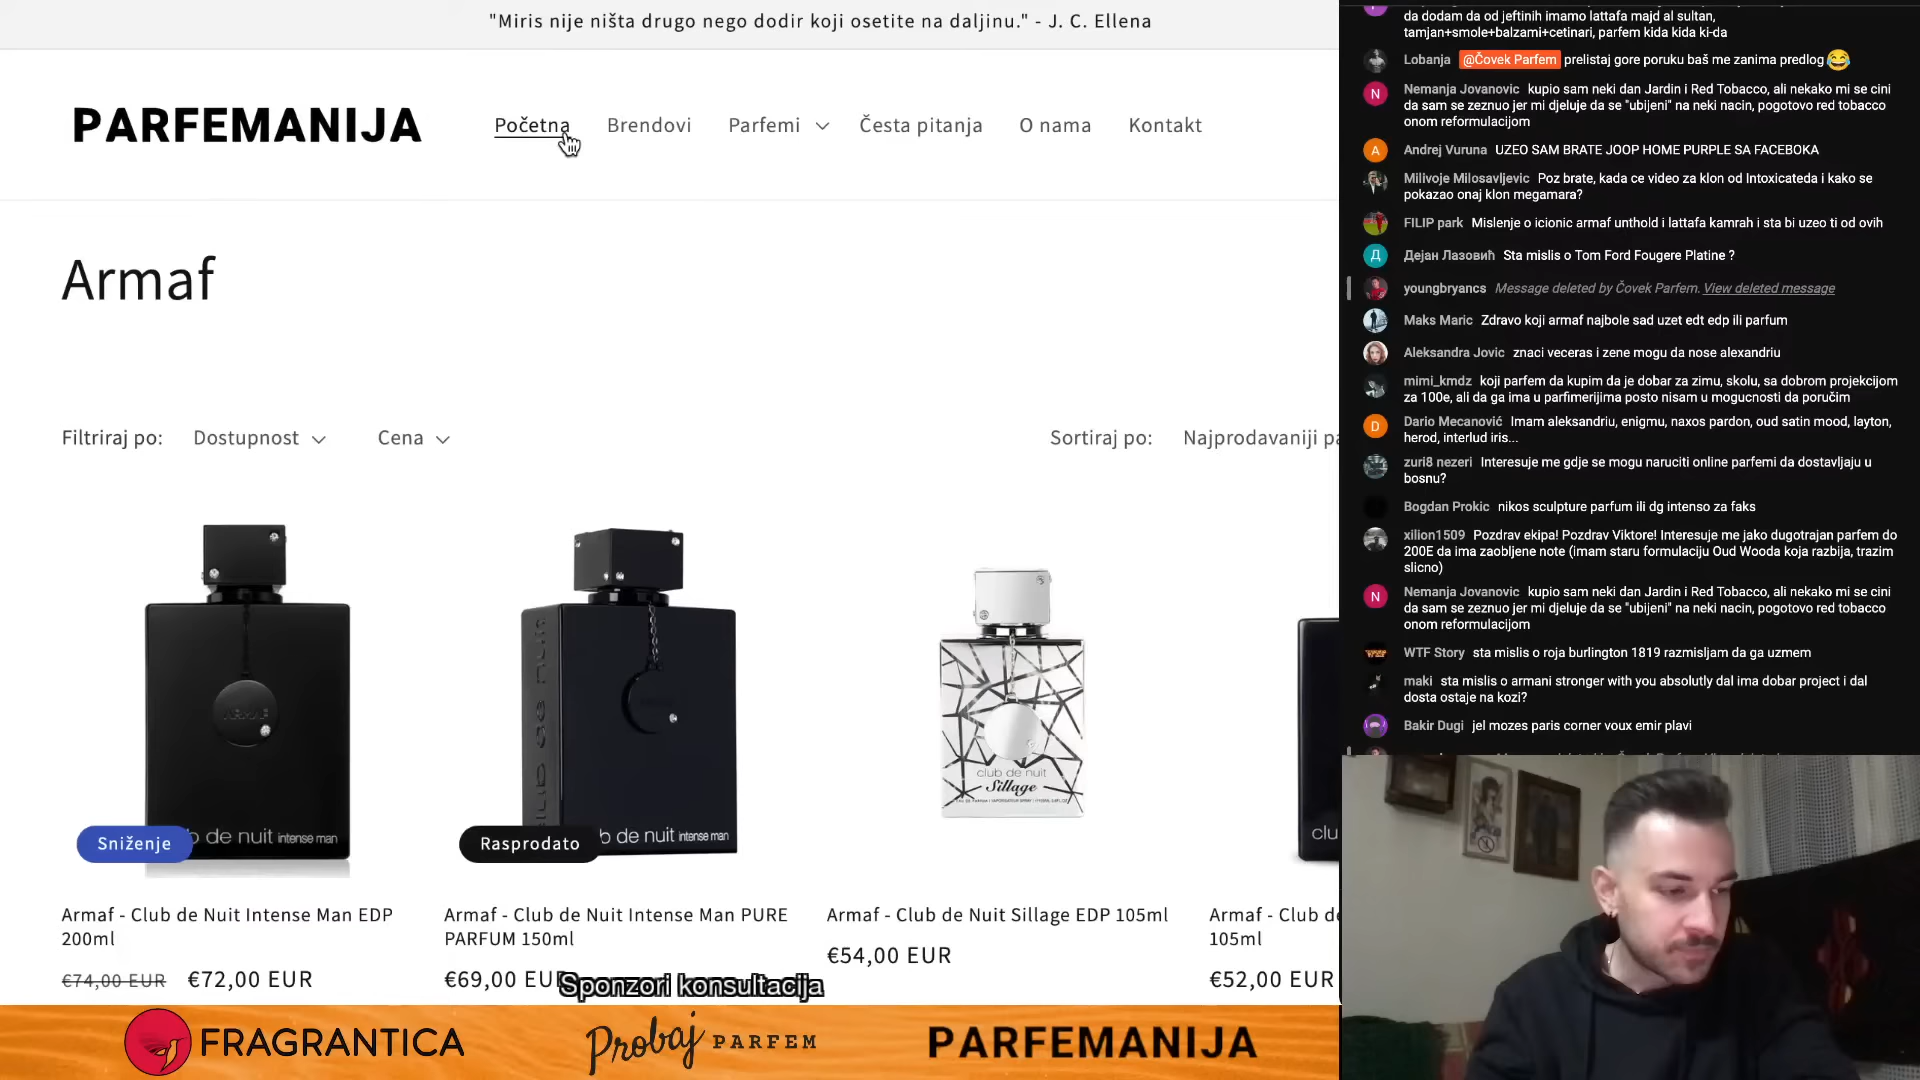 "Miris nije ništa drugo nego dodir koji osetite na daljinu." - J. C. Ellena
PARFEMANIJA
Početna
Brendovi
Parfemi
Česta pitanja
O nama
Kontakt
Armaf
Filtriraj po:
Dostupnost
Cena
Sortiraj po:
Najprodavaniji
club de nuit
Sillage
Sniženje
b de nuit intense man
Rasprodato
b de nuit intense man
clu
Armaf - Club de Nuit Intense Man EDP
200ml
€74,00 EUR €72,00 EUR
Armaf - Club de Nuit Intense Man PURE
PARFUM 150ml
€69,00 EU
Armaf - Club de Nuit Sillage EDP 105ml
€54,00 EUR
Armaf - Club d
105ml
€52,00 EUR
Sponzori konsultacija
FRAGRANTICA
Probaj PARFEM
PARFEMANIJA
da dodam da od jeftinih imamo lattafa majd al sultan,
tamjan+smole+balzami+cetinari, parfem kida kida ki-da
Lobanja @Čovek Parfem prelistaj gore poruku baš me zanima predlog
N
Nemanja Jovanovic kupio sam neki dan Jardin i Red Tobacco, ali nekako mi se cini
da sam se zeznuo jer mi djeluje da se "ubijeni" na neki nacin, pogotovo red tobacco
onom reformulacijom
A
Andrej Vuruna UZEO SAM BRATE JOOP HOME PURPLE SA FACEBOKA
Milivoje Milosavljevic Poz brate, kada ce video za klon od Intoxicateda i kako se
pokazao onaj klon megamara?
FILIP park Mislenje o icionic armaf unthold i lattafa kamrah i sta bi uzeo ti od ovih
Д
Дејан Лазовић Sta mislis o Tom Ford Fougere Platine ?
youngbryancs Message deleted by Čovek Parfem. View deleted message
Maks Maric Zdravo koji armaf najbole sad uzet edt edp ili parfum
Aleksandra Jovic znaci veceras i zene mogu da nose alexandriu
mimi_kmdz koji parfem da kupim da je dobar za zimu, skolu, sa dobrom projekcijom
za 100e, ali da ga ima u parfimerijima posto nisam u mogucnosti da poručim
D
Dario Mecanović Imam aleksandriu, enigmu, naxos pardon, oud satin mood, layton,
herod, interlud iris...
zuri8 nezeri Interesuje me gdje se mogu naruciti online parfemi da dostavljaju u
bosnu?
Bogdan Prokic nikos sculpture parfum ili dg intenso za faks
xilion1509 Pozdrav ekipa! Pozdrav Viktore! Interesuje me jako dugotrajan parfem do
200E da ima zaobljene note (imam staru formulaciju Oud Wooda koja razbija, trazim
slicno)
N
Nemanja Jovanovic kupio sam neki dan Jardin i Red Tobacco, ali nekako mi se cini
da sam se zeznuo jer mi djeluje da se "ubijeni" na neki nacin, pogotovo red tobacco
onom reformulacijom
WTF Story sta mislis o roja burlington 1819 razmisljam da ga uzmem
maki sta mislis o armani stronger with you absolutly dal ima dobar project i dal
dosta ostaje na kozi?
Bakir Dugi jel mozes paris corner voux emir plavi